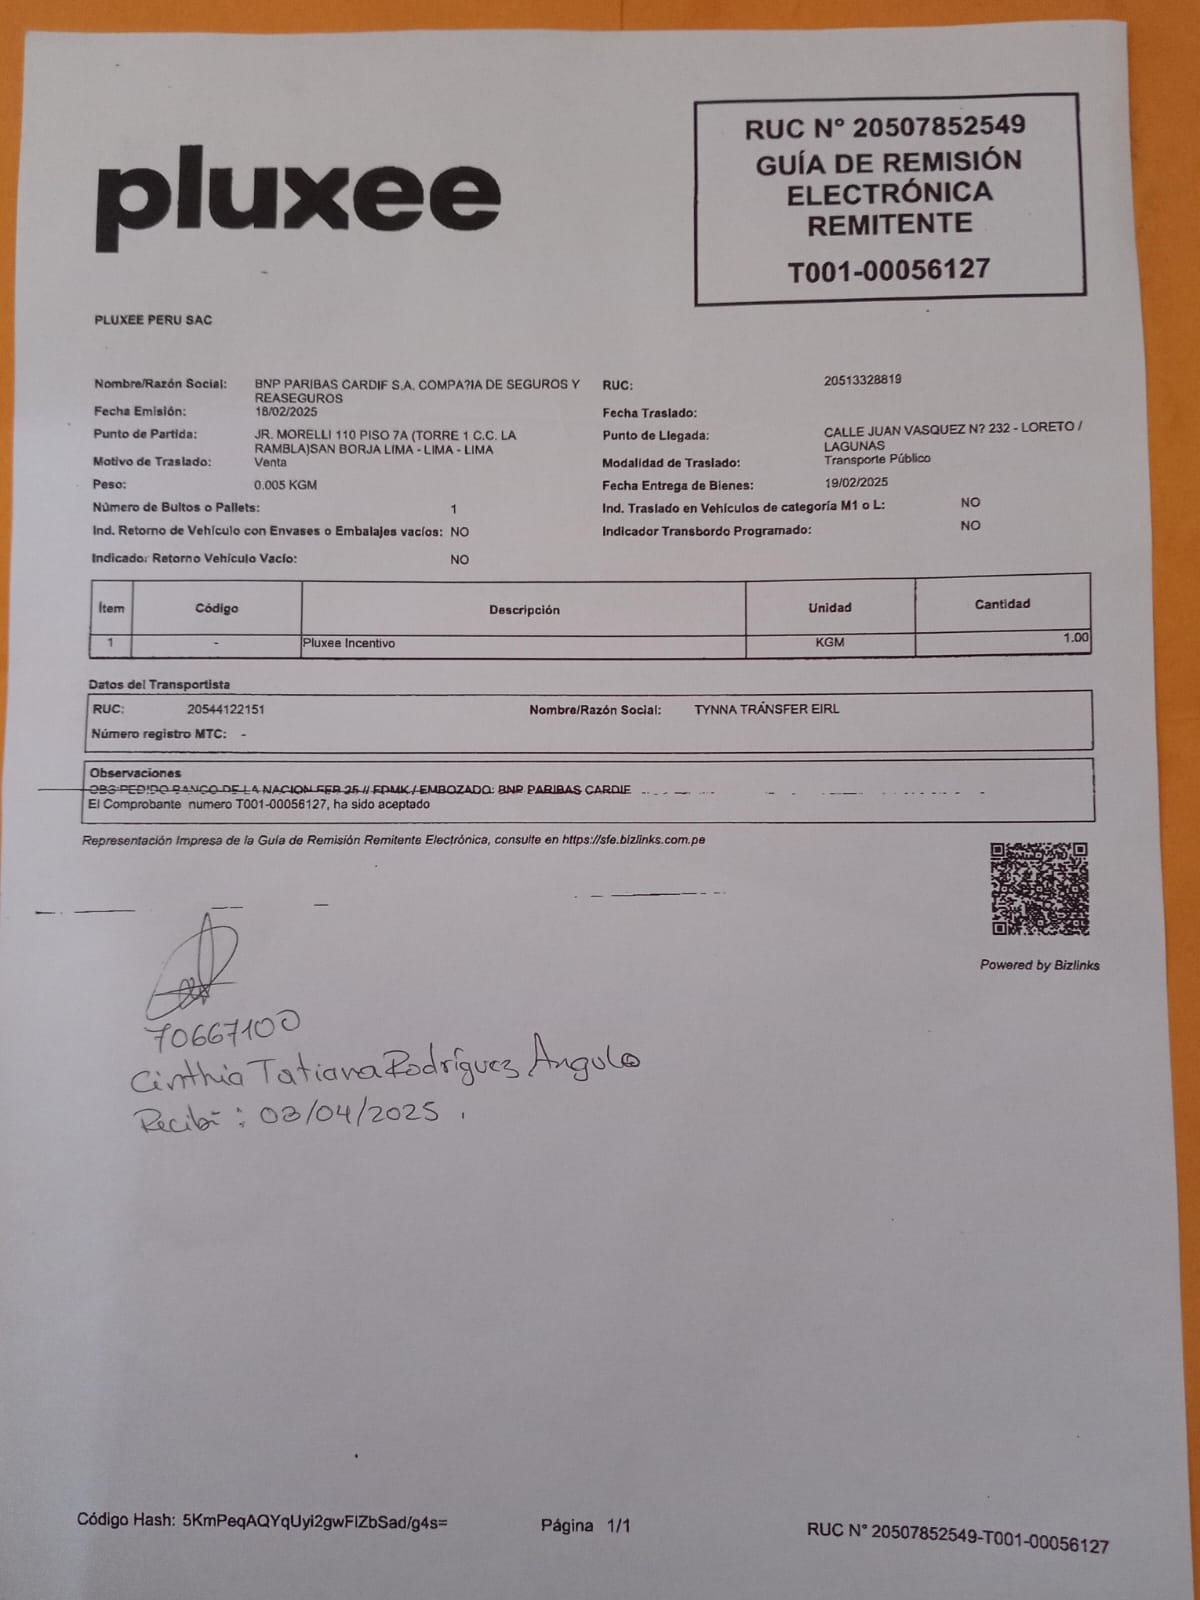 pluxee
RUC N° 20507852549
GUÍA DE REMISIÓN
ELECTRÓNICA
REMITENTE
T001-00056127
PLUXEE PERU SAC
Nombre/Razón Social: BNP PARIBAS CARDIF S.A. COMPA?IA DE SEGUROS Y REASEGUROS
RUC: 20513328819
Fecha Emisión: 18/02/2025
Fecha Traslado:
Punto de Partida: JR. MORELLI 110 PISO 7A (TORRE 1 C.C. LA RAMBLA)SAN BORJA LIMA - LIMA - LIMA
Punto de Llegada: CALLE JUAN VASQUEZ N? 232 - LORETO / LAGUNAS
Motivo de Traslado: Venta
Modalidad de Traslado: Transporte Público
Peso: 0.005 KGM
Fecha Entrega de Bienes: 19/02/2025
Número de Bultos o Pallets: 1
Ind. Traslado en Vehículos de categoría M1 o L: NO
Ind. Retorno de Vehículo con Envases o Embalajes vacíos: NO
Indicador Transbordo Programado: NO
Indicador Retorno Vehículo Vacío: NO
Ítem Código Descripción Unidad Cantidad
1 - Pluxee Incentivo KGM 1.00
Datos del Transportista
RUC: 20544122151 Nombre/Razón Social: TYNNA TRÁNSFER EIRL
Número registro MTC: -
Observaciones
OBS PEDIDO BANCO DE LA NACION FEB 25 // EDMK / EMBOZADO: BNP PARIBAS CARDIF
El Comprobante numero T001-00056127, ha sido aceptado
Representación Impresa de la Guía de Remisión Remitente Electrónica, consulte en https://sfe.bizlinks.com.pe
Powered by Bizlinks
70667100
Cinthia Tatiana Rodríguez Angulo
Recibí : 03/04/2025 .
Código Hash: 5KmPeqAQYqUyi2gwFIZbSad/g4s=
Página 1/1
RUC N° 20507852549-T001-00056127